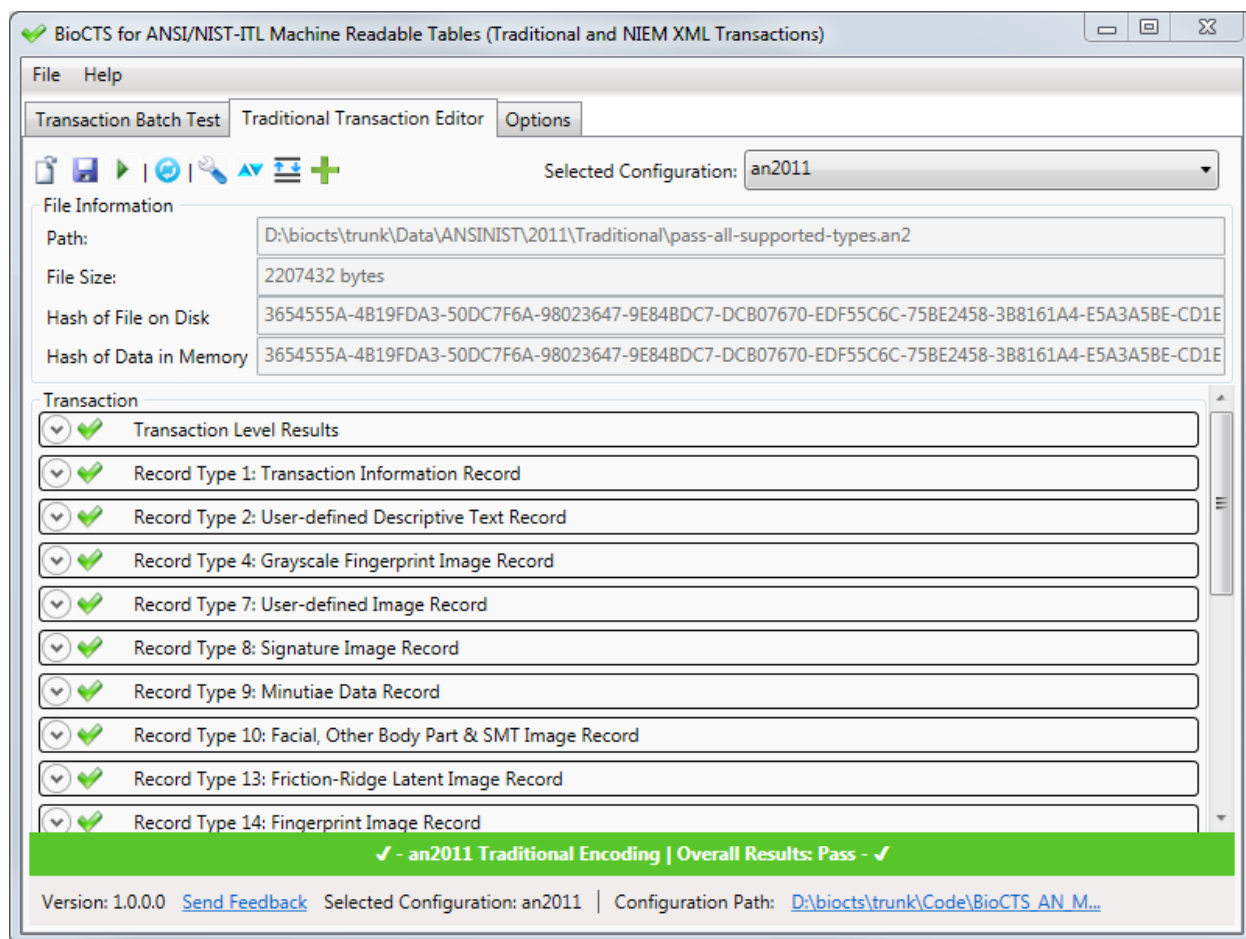 BioCTS for ANSI/NIST-ITL Machine Readable Tables (Traditional and NIEM XML Transactions)
File Help
Transaction Batch Test Traditional Transaction Editor Options
Selected Configuration: an2011
File Information
Path: D:\biocts\trunk\Data\ANSINIST\2011\Traditional\pass-all-supported-types.an2
File Size: 2207432 bytes
Hash of File on Disk 3654555A-4B19FDA3-50DC7F6A-98023647-9E84BDC7-DCB07670-EDF55C6C-75BE2458-3B8161A4-E5A3A5BE-CD1E
Hash of Data in Memory 3654555A-4B19FDA3-50DC7F6A-98023647-9E84BDC7-DCB07670-EDF55C6C-75BE2458-3B8161A4-E5A3A5BE-CD1E
Transaction
Transaction Level Results
Record Type 1: Transaction Information Record
Record Type 2: User-defined Descriptive Text Record
Record Type 4: Grayscale Fingerprint Image Record
Record Type 7: User-defined Image Record
Record Type 8: Signature Image Record
Record Type 9: Minutiae Data Record
Record Type 10: Facial, Other Body Part & SMT Image Record
Record Type 13: Friction-Ridge Latent Image Record
Record Type 14: Fingerprint Image Record
✓ - an2011 Traditional Encoding | Overall Results: Pass - ✓
Version: 1.0.0.0 Send Feedback Selected Configuration: an2011 | Configuration Path: D:\biocts\trunk\Code\BioCTS_AN_M...